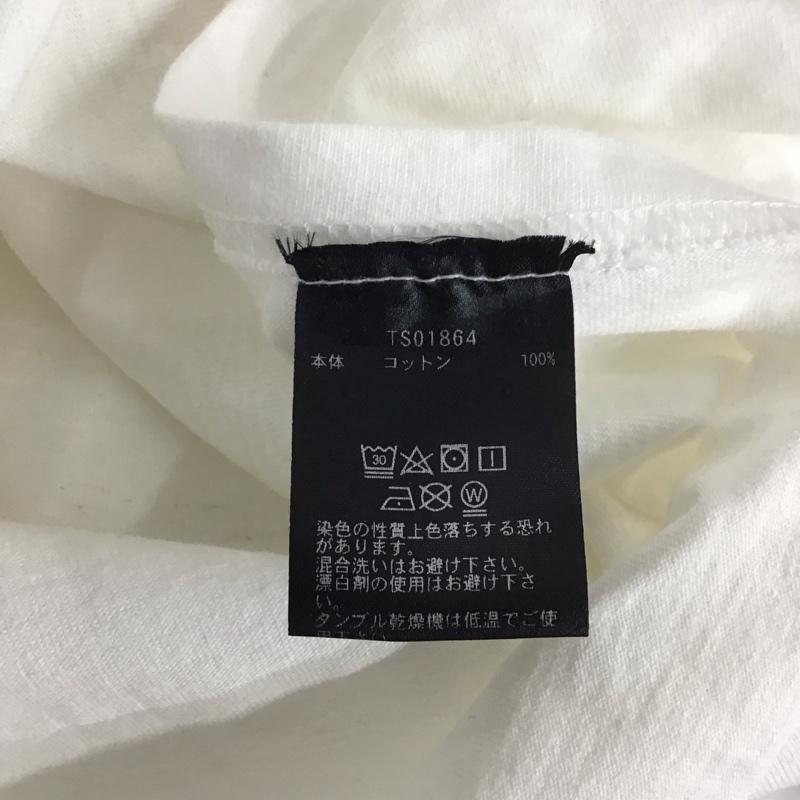 TS01864
本体 コットン 100%
30
W
染色の性質上色落ちする恐れ
があります。
混合洗いはお避け下さい。
漂白剤の使用はお避け下さ
い。
タンブル乾燥機は低温でご使